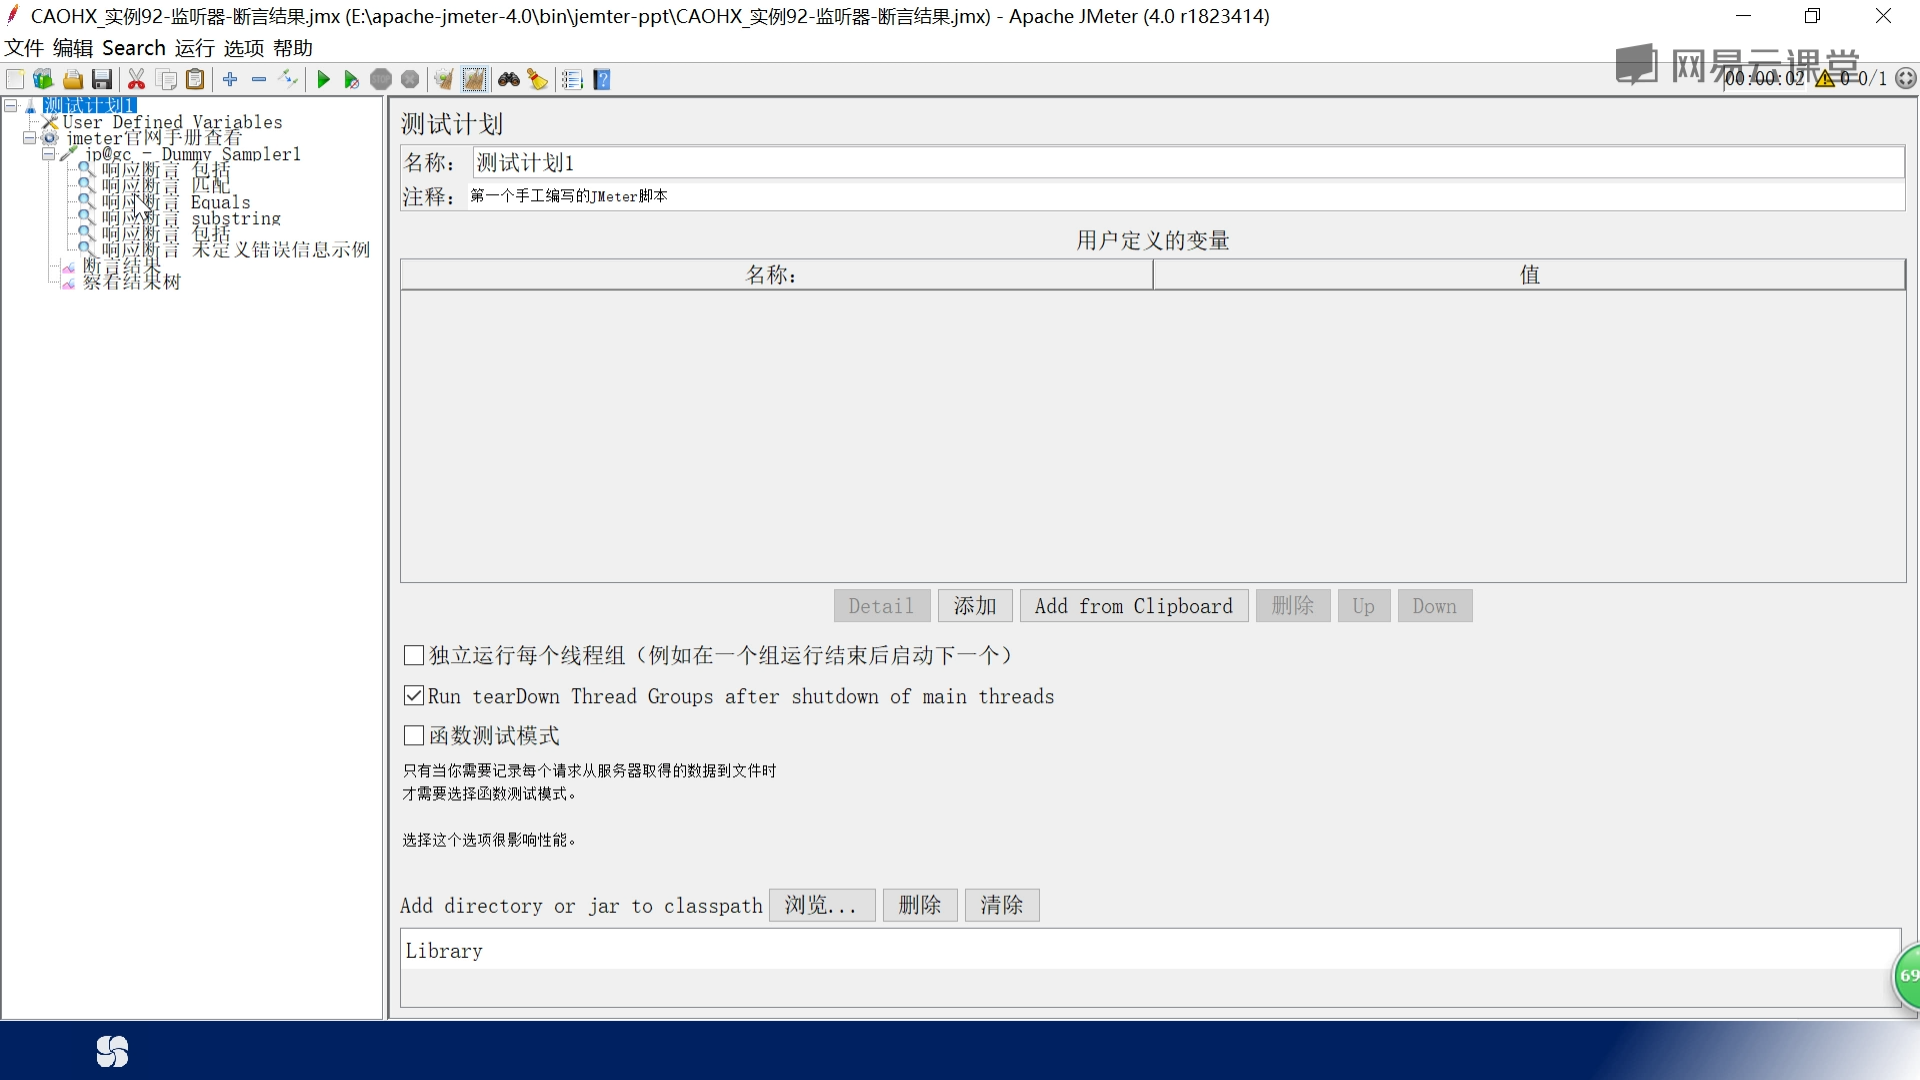 CAOHX_实例92-监听器-断言结果.jmx (E:\apache-jmeter-4.0\bin\jemter-ppt\CAOHX_实例92-监听器-断言结果.jmx) - Apache JMeter (4.0 r1823414)
文件 编辑 Search 运行 选项 帮助
网易云课堂
00:00:02 0 0/1
测试计划1
User Defined Variables
jmeter官网手册查看
jp@gc - Dummy Sampler1
响应断言 包括
响应断言 匹配
响应断言 Equals
响应断言 substring
响应断言 包括
响应断言 未定义错误信息示例
断言结果
察看结果树
测试计划
名称： 测试计划1
注释： 第一个手工编写的JMeter脚本
用户定义的变量
名称： 值
Detail 添加 Add from Clipboard 删除 Up Down
独立运行每个线程组（例如在一个组运行结束后启动下一个）
Run tearDown Thread Groups after shutdown of main threads
函数测试模式
只有当你需要记录每个请求从服务器取得的数据到文件时
才需要选择函数测试模式。
选择这个选项很影响性能。
Add directory or jar to classpath 浏览... 删除 清除
Library
69